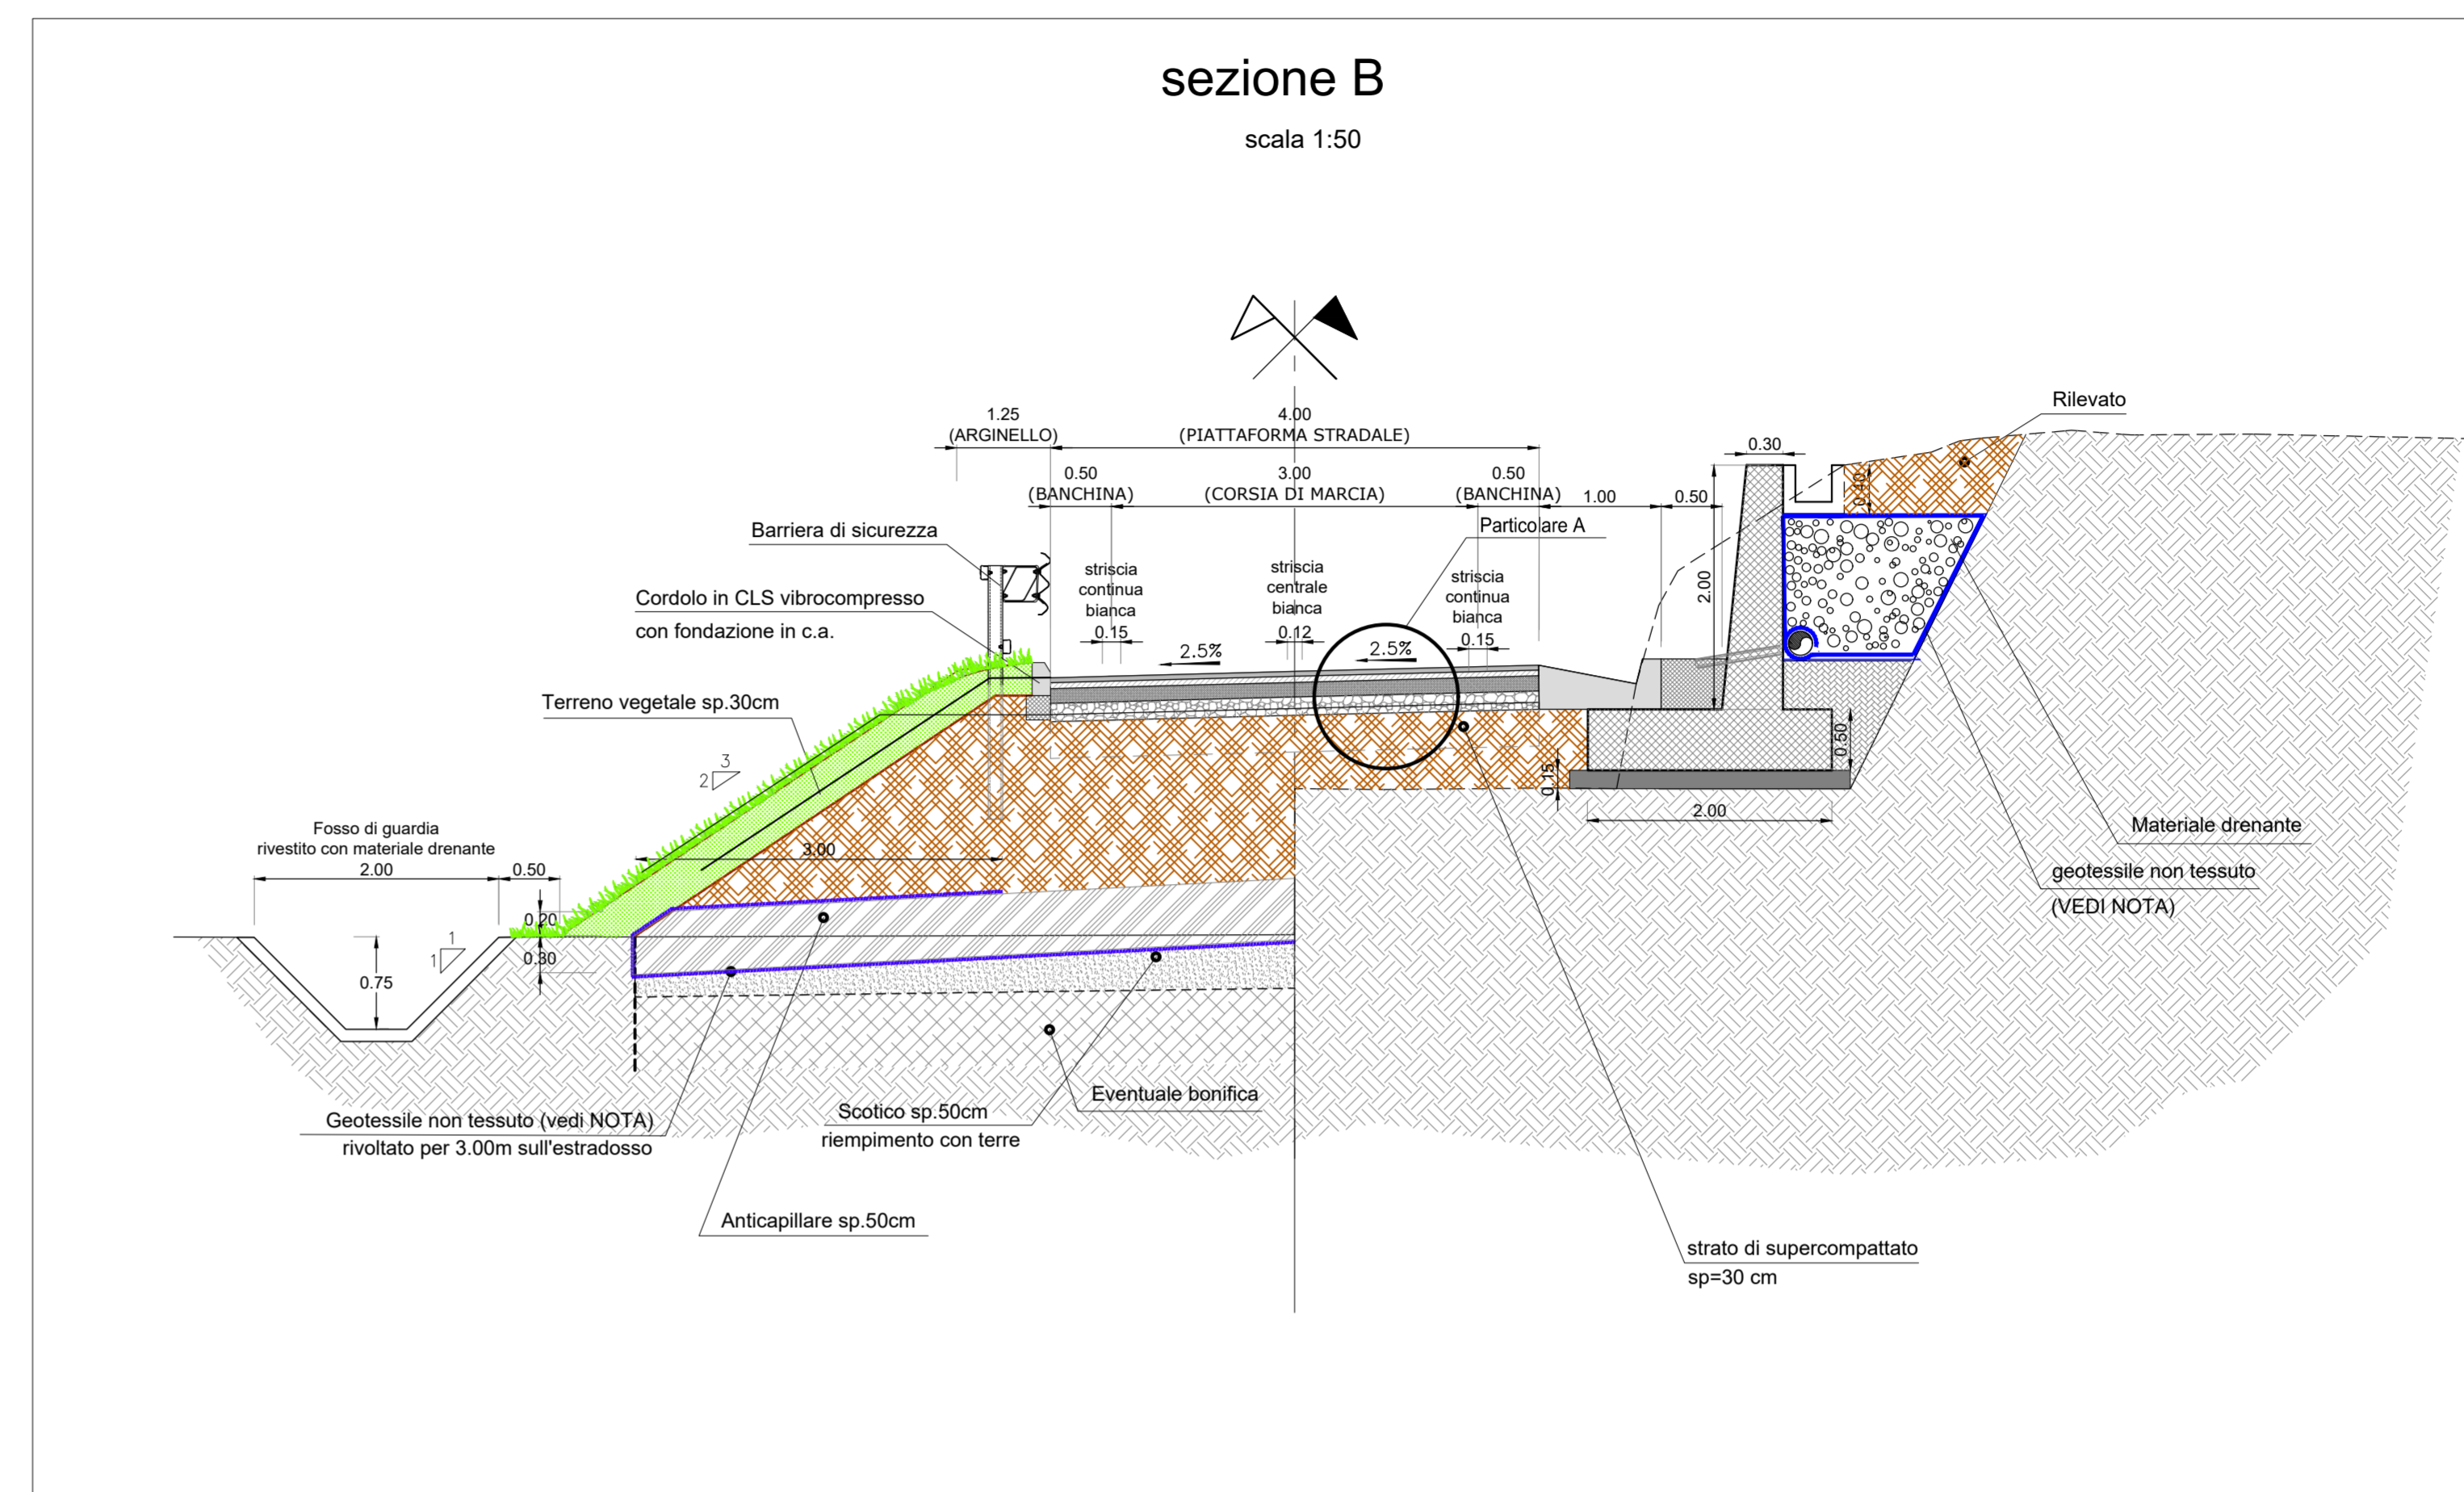 sezione B
scala 1:50
1.25
(ARGINELLO)
4.00
(PIATTAFORMA STRADALE)
0.50
(BANCHINA)
3.00
(CORSIA DI MARCIA)
0.50
(BANCHINA)
1.00
0.50
0.30
Rilevato
0.40
Barriera di sicurezza
Particolare A
Cordolo in CLS vibrocompresso
con fondazione in c.a.
striscia
continua
bianca
0.15
striscia
centrale
bianca
0.12
striscia
continua
bianca
0.15
2.00
2.5%
2.5%
Terreno vegetale sp.30cm
3
2
0.50
0.15
2.00
Fosso di guardia
rivestito con materiale drenante
2.00
0.50
3.00
Materiale drenante
geotessile non tessuto
(VEDI NOTA)
0.20
1
1
0.30
0.75
Eventuale bonifica
Geotessile non tessuto (vedi NOTA)
rivoltato per 3.00m sull'estradosso
Scotico sp.50cm
riempimento con terre
Anticapillare sp.50cm
strato di supercompattato
sp=30 cm